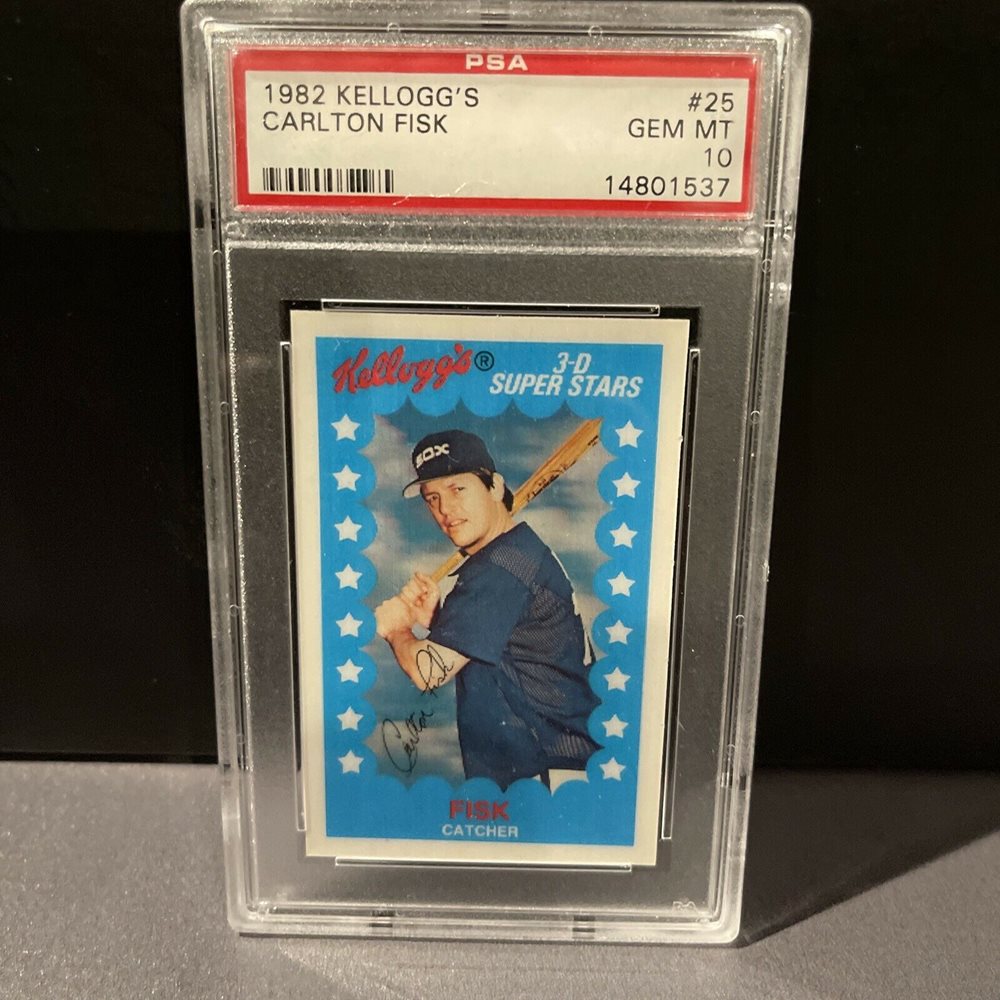 PSA
1982 KELLOGG'S #25
CARLTON FISK GEM MT
10
14801537
Kellogg's®
3-D
SUPER STARS
SOX
Carlton Fisk
FISK
CATCHER